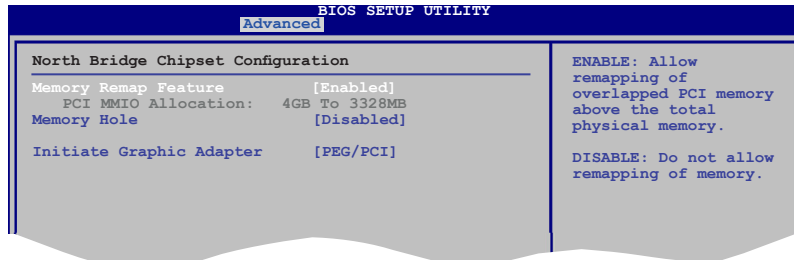 BIOS SETUP UTILITY
Advanced
North Bridge Chipset Configuration
Memory Remap Feature [Enabled]
PCI MMIO Allocation: 4GB To 3328MB
Memory Hole [Disabled]
Initiate Graphic Adapter [PEG/PCI]
ENABLE: Allow
remapping of
overlapped PCI memory
above the total
physical memory.
DISABLE: Do not allow
remapping of memory.